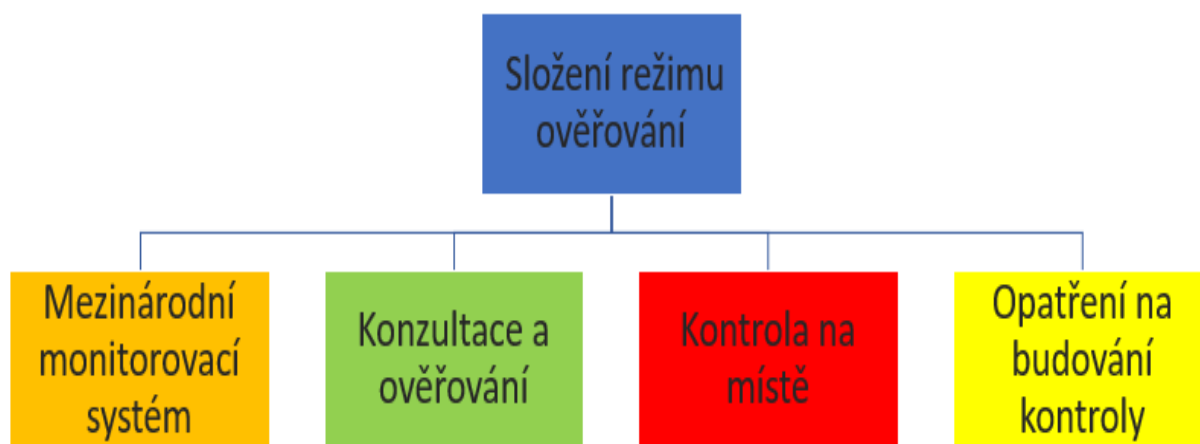 Složení režimu
ověřování
Mezinárodní
monitorovací
systém
Konzultace a
ověřování
Kontrola na
místě
Opatření na
budování
kontroly